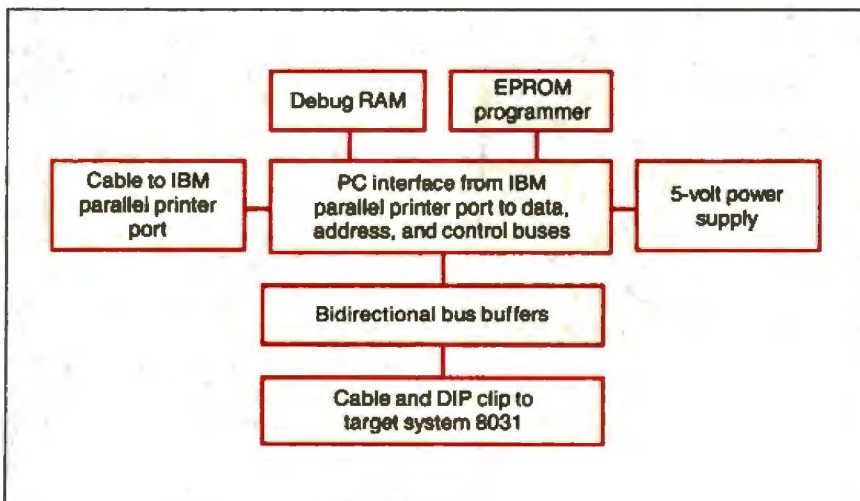 Debug RAM
EPROM
programmer
Cable to IBM
parallel printer
port
PC interface from IBM
parallel printer port to data,
address, and control buses
5-volt power
supply
Bidirectional bus buffers
Cable and DIP clip to
target system 8031